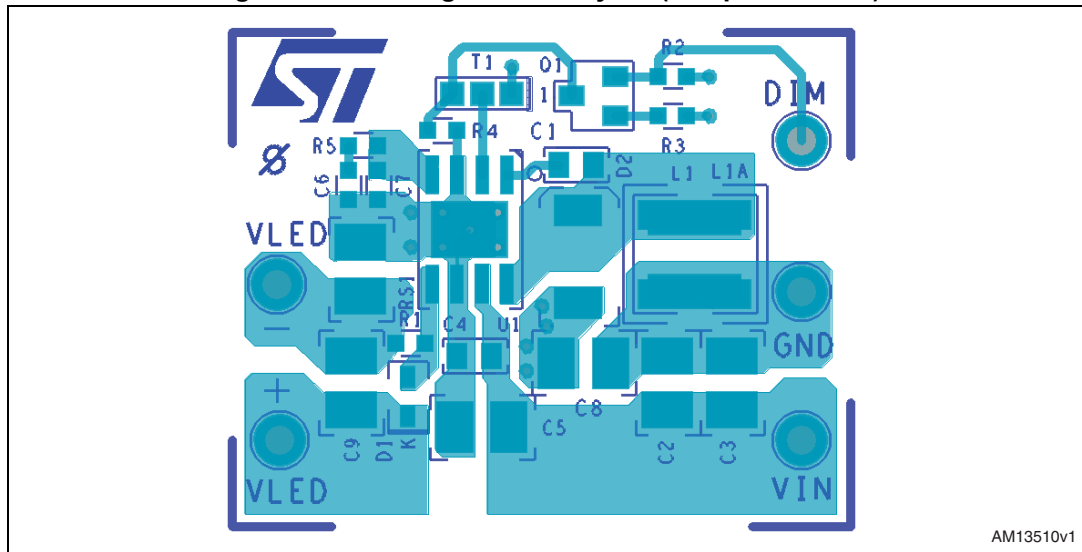 ST
T1
Q1
R2
1
DIM
R5
R4
C1
R3
C6
C7
D2
L1
L1A
VLED
RS1
−
R1
C4
U1
GND
+
C8
C9
D1
K
C5
C2
C3
VLED
VIN
AM13510v1